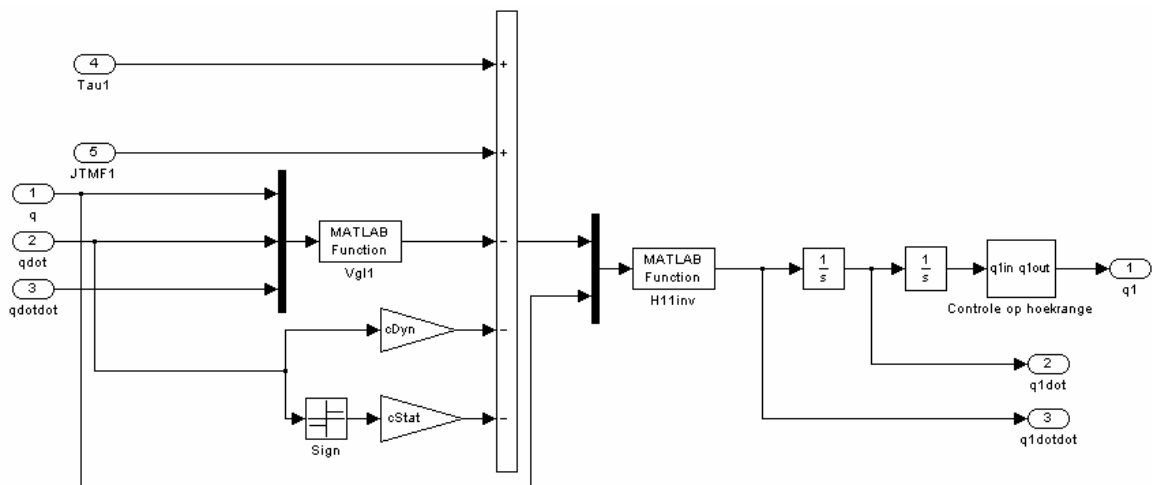 4
Tau1
+
5
JTMF1
+
1
q
2
qdot
3
qdotdot
MATLAB
Function
Vgl1
−
cDyn
−
Sign
cStat
−
MATLAB
Function
H11inv
1
s
1
s
q1in q1out
Controle op hoekrange
1
q1
2
q1dot
3
q1dotdot